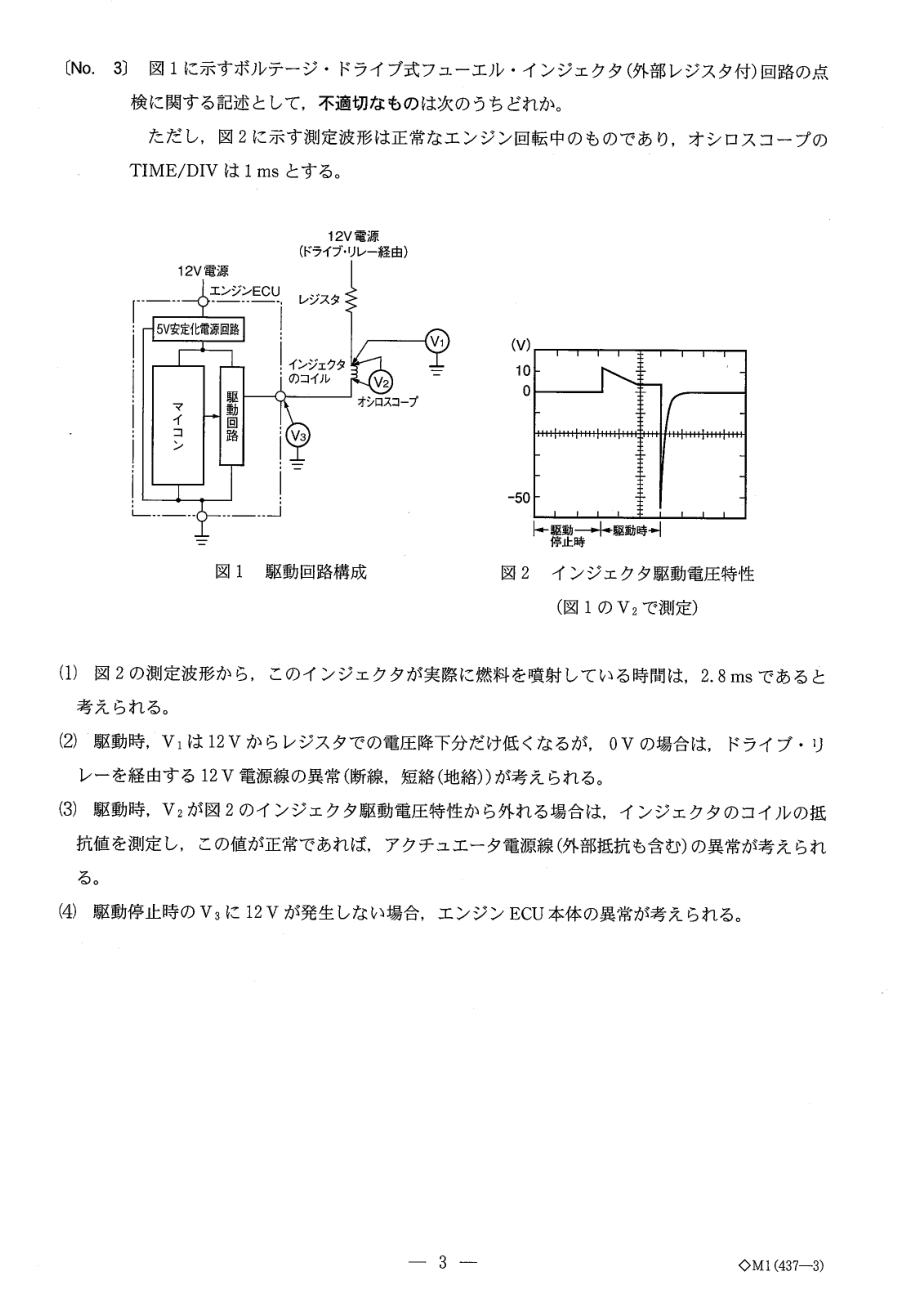 〔No. 3〕 図1に示すボルテージ・ドライブ式フューエル・インジェクタ(外部レジスタ付)回路の点
検に関する記述として，不適切なものは次のうちどれか。
ただし，図2に示す測定波形は正常なエンジン回転中のものであり，オシロスコープの
TIME/DIVは1msとする。
12V電源
(ドライブ・リレー経由)
12V電源
エンジンECU
レジスタ
5V安定化電源回路
V1
インジェクタ
のコイル
V2
オシロスコープ
マイコン
駆動回路
V3
(V)
10
0
-50
駆動
停止時
駆動時
図1 駆動回路構成
図2 インジェクタ駆動電圧特性
(図1のV₂で測定)
⑴ 図2の測定波形から，このインジェクタが実際に燃料を噴射している時間は，2.8msであると
考えられる。
⑵ 駆動時，V₁は12Vからレジスタでの電圧降下分だけ低くなるが，0Vの場合は，ドライブ・リ
レーを経由する12V電源線の異常(断線，短絡(地絡))が考えられる。
⑶ 駆動時，V₂が図2のインジェクタ駆動電圧特性から外れる場合は，インジェクタのコイルの抵
抗値を測定し，この値が正常であれば，アクチュエータ電源線(外部抵抗も含む)の異常が考えられ
る。
⑷ 駆動停止時のV₃に12Vが発生しない場合，エンジンECU本体の異常が考えられる。
― 3 ―
◇M1(437―3)